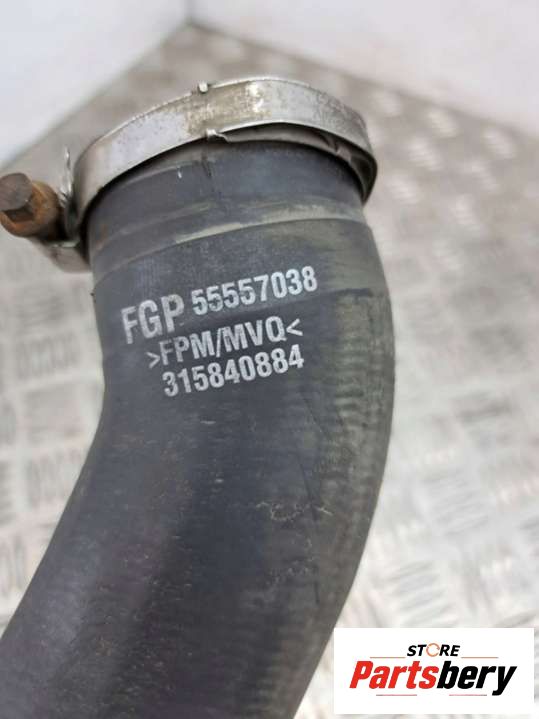 FGP 55557038
>FPM/MVQ<
315840884
STORE
Partsbery